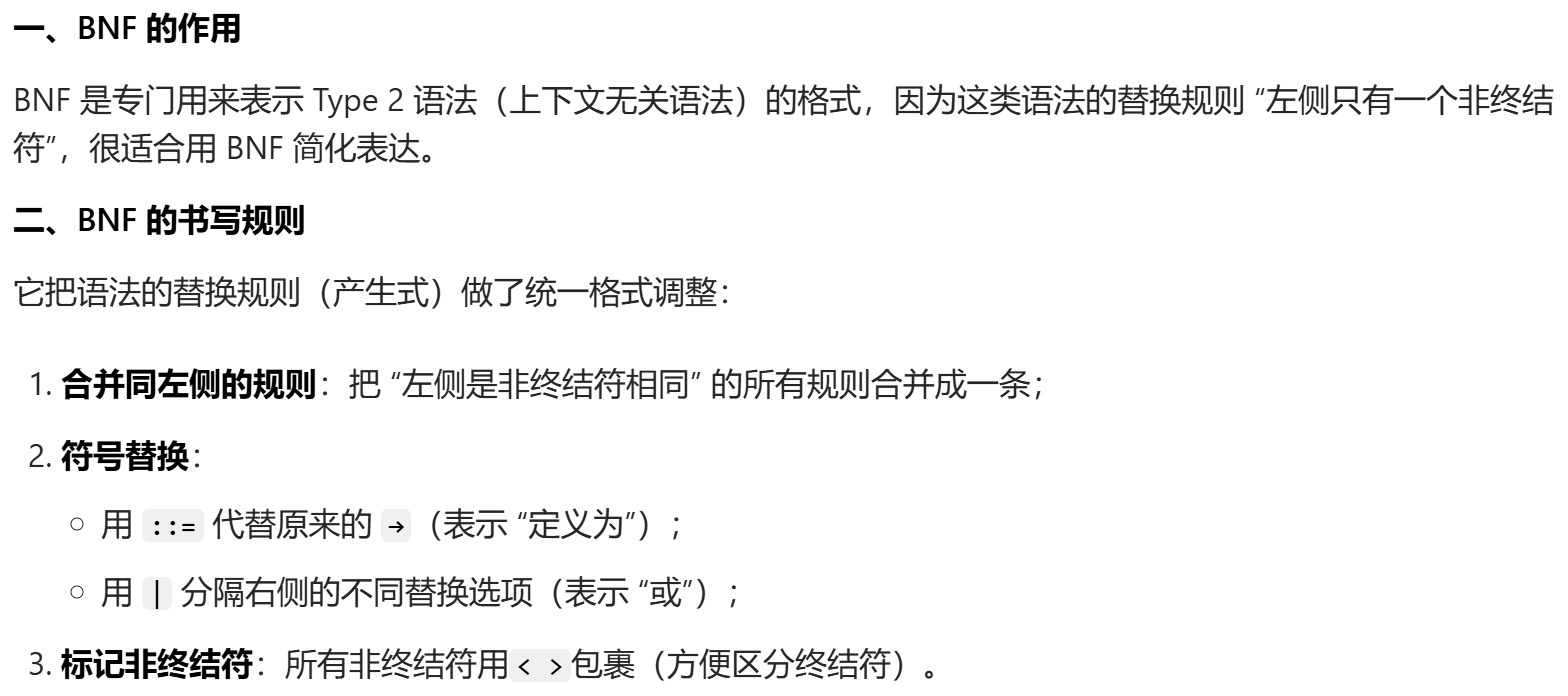 一、BNF 的作用
BNF 是专门用来表示 Type 2 语法（上下文无关语法）的格式，因为这类语法的替换规则 “左侧只有一个非终结
符”，很适合用 BNF 简化表达。
二、BNF 的书写规则
它把语法的替换规则（产生式）做了统一格式调整：
1. 合并同左侧的规则：把 “左侧是非终结符相同” 的所有规则合并成一条；
2. 符号替换：
○ 用 ::= 代替原来的 →（表示 “定义为”）；
○ 用 | 分隔右侧的不同替换选项（表示 “或”）；
3. 标记非终结符：所有非终结符用 < > 包裹（方便区分终结符）。